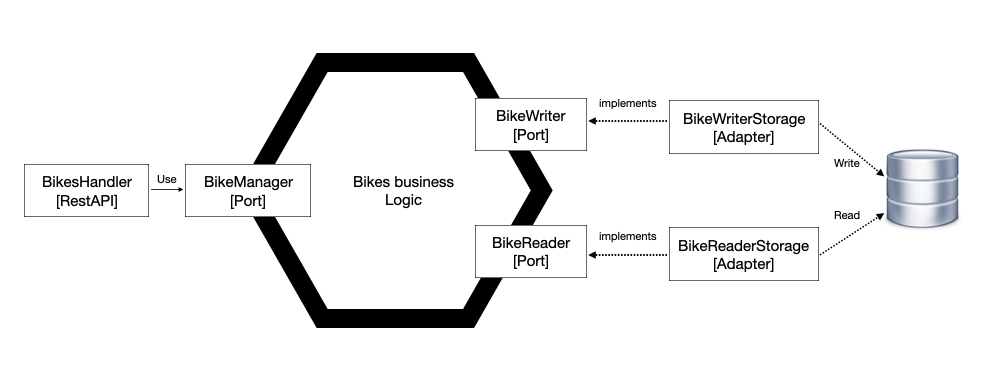 BikesHandler
[RestAPI]
Use
BikeManager
[Port]
Bikes business
Logic
BikeWriter
[Port]
implements
BikeWriterStorage
[Adapter]
Write
BikeReader
[Port]
implements
BikeReaderStorage
[Adapter]
Read